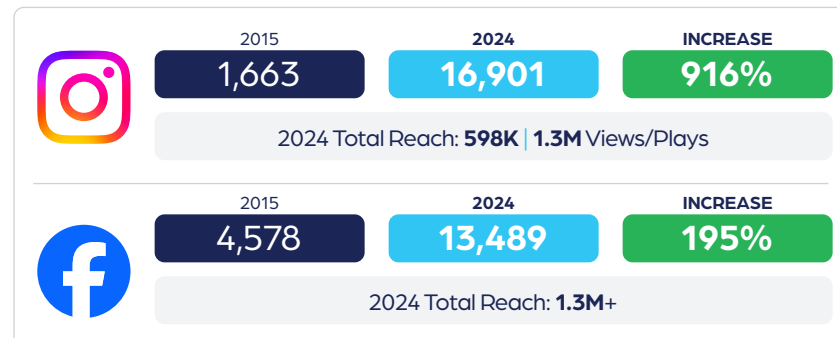 2015 2024 INCREASE
1,663 16,901 916%
2024 Total Reach: 598K | 1.3M Views/Plays
2015 2024 INCREASE
4,578 13,489 195%
2024 Total Reach: 1.3M+